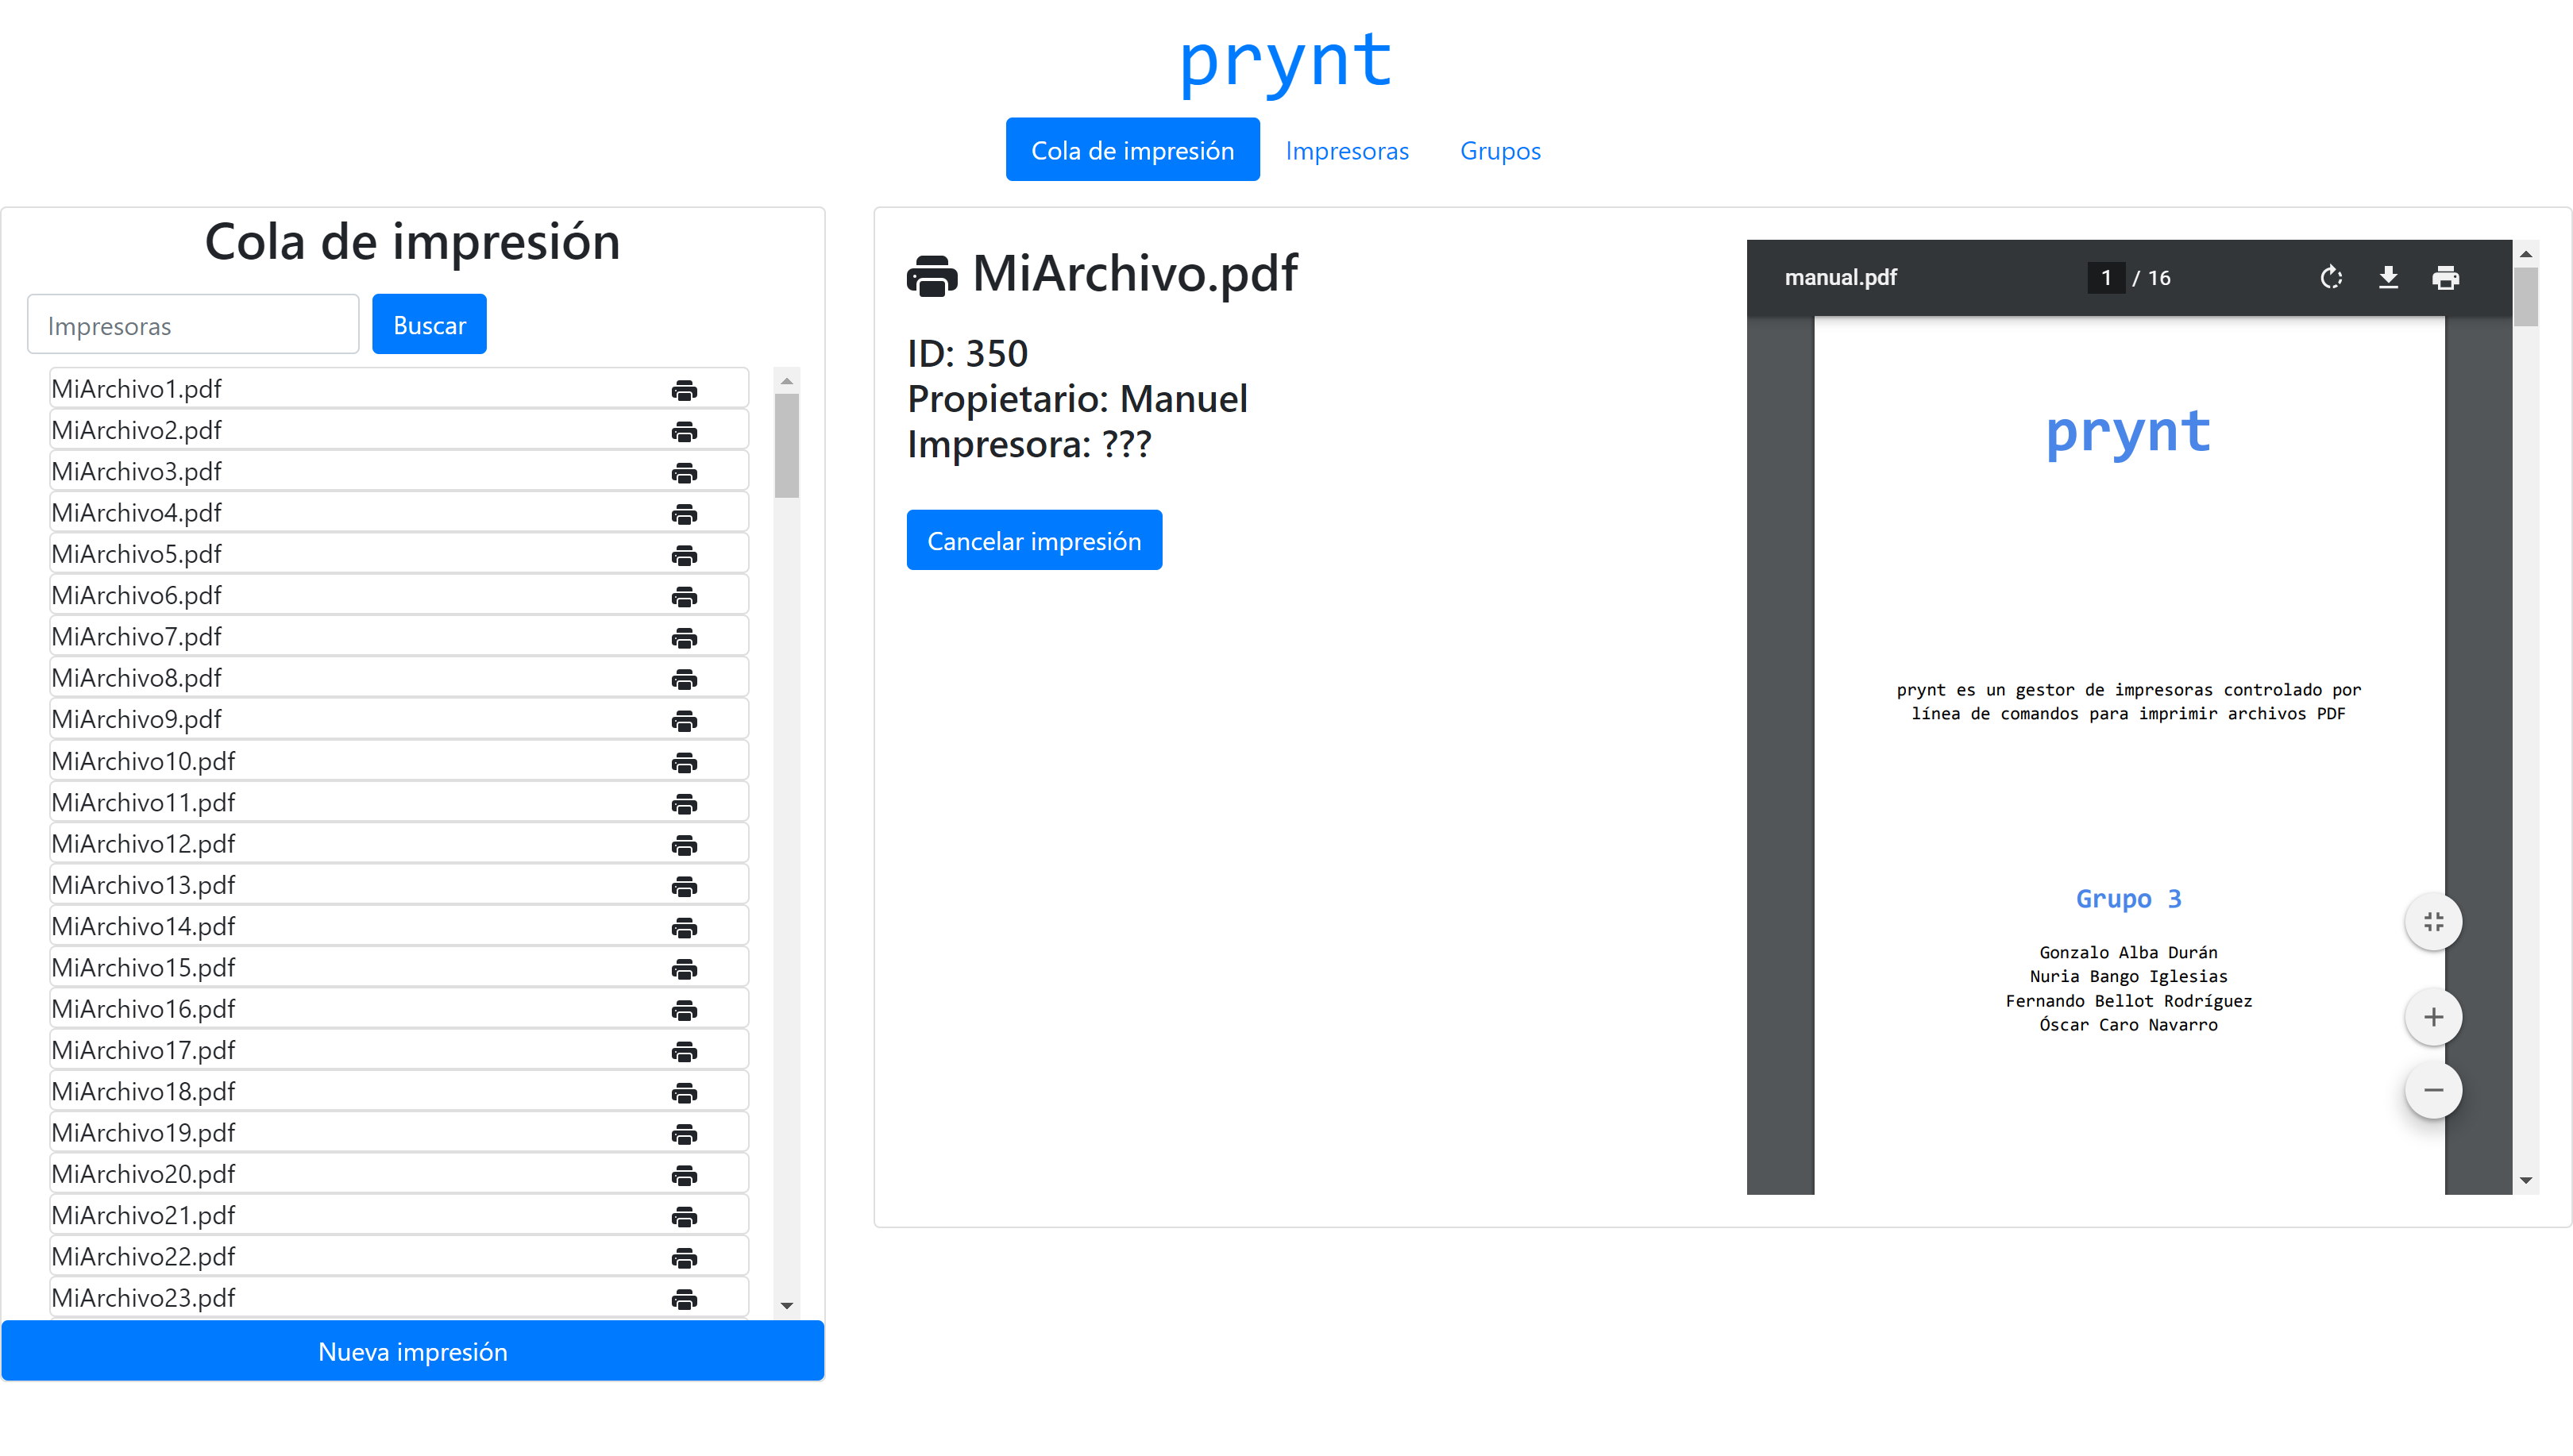 prynt
Cola de impresión
Impresoras
Grupos
Cola de impresión
Impresoras
Buscar
MiArchivo1.pdf
MiArchivo2.pdf
MiArchivo3.pdf
MiArchivo4.pdf
MiArchivo5.pdf
MiArchivo6.pdf
MiArchivo7.pdf
MiArchivo8.pdf
MiArchivo9.pdf
MiArchivo10.pdf
MiArchivo11.pdf
MiArchivo12.pdf
MiArchivo13.pdf
MiArchivo14.pdf
MiArchivo15.pdf
MiArchivo16.pdf
MiArchivo17.pdf
MiArchivo18.pdf
MiArchivo19.pdf
MiArchivo20.pdf
MiArchivo21.pdf
MiArchivo22.pdf
MiArchivo23.pdf
Nueva impresión
MiArchivo.pdf
ID: 350
Propietario: Manuel
Impresora: ???
Cancelar impresión
manual.pdf
1 / 16
prynt
prynt es un gestor de impresoras controlado por
línea de comandos para imprimir archivos PDF
Grupo 3
Gonzalo Alba Durán
Nuria Bango Iglesias
Fernando Bellot Rodríguez
Óscar Caro Navarro